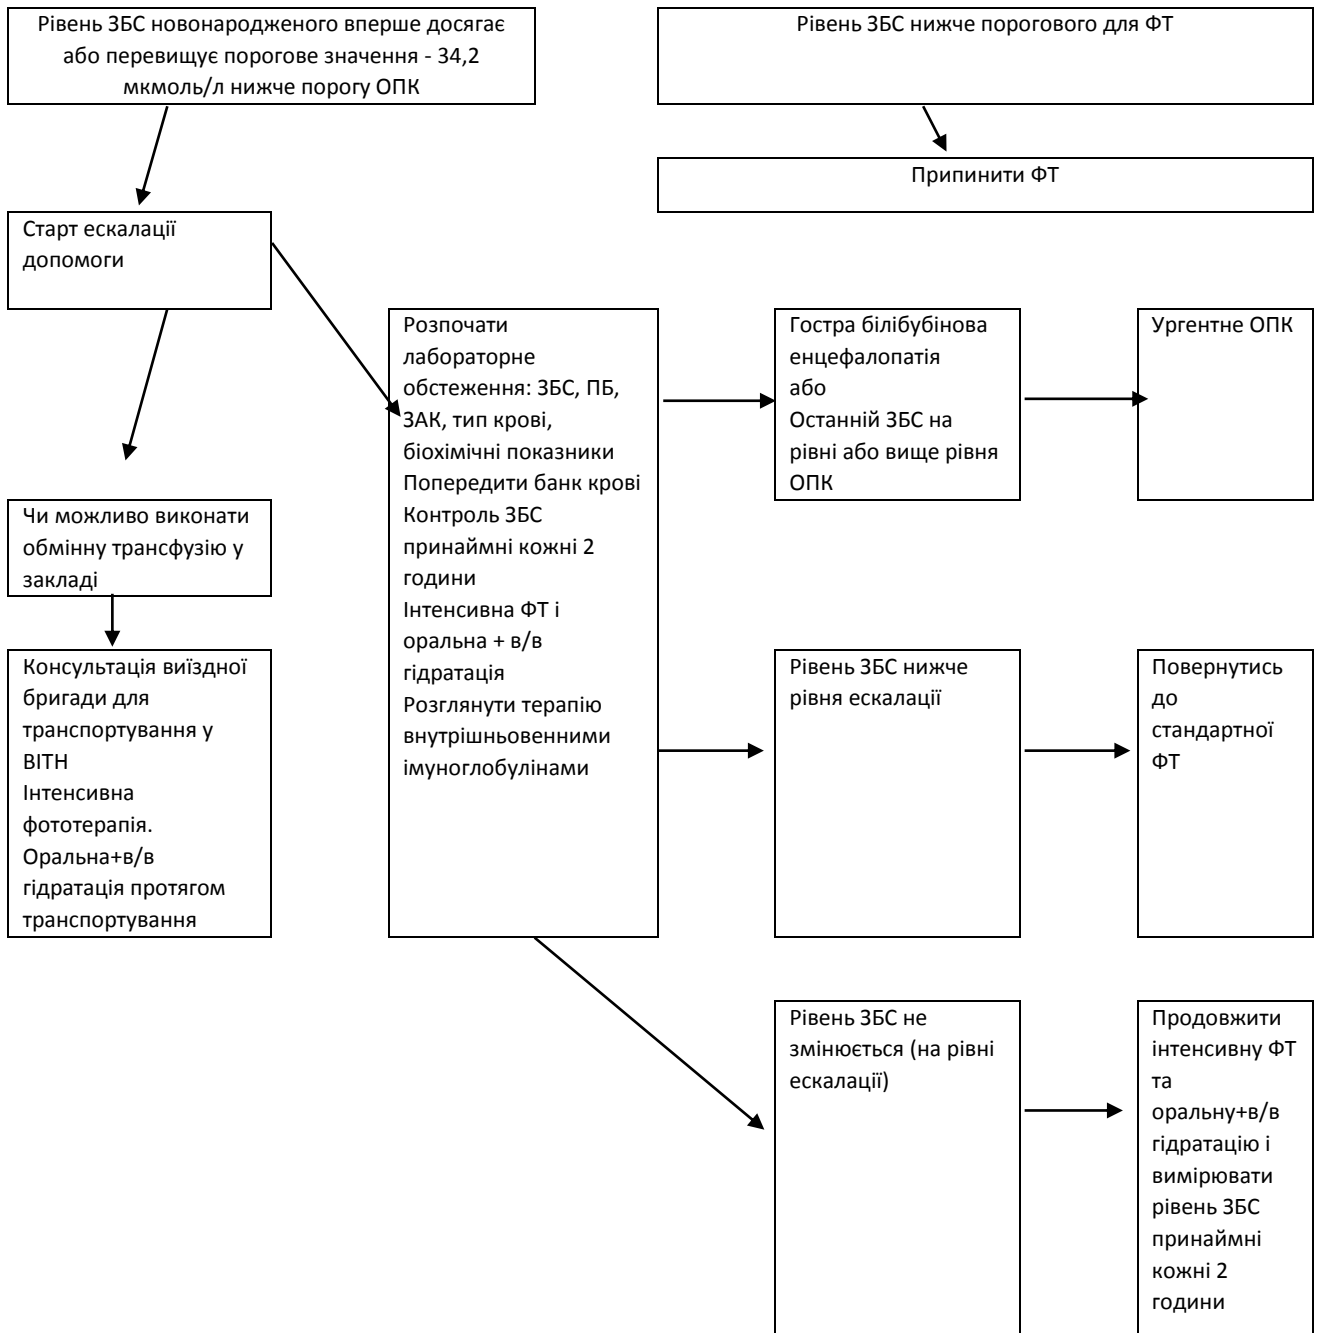 Рівень ЗБС новонародженого вперше досягає
або перевищує порогове значення - 34,2
мкмоль/л нижче порогу ОПК
Рівень ЗБС нижче порогового для ФТ
Припинити ФТ
Старт ескалації
допомоги
Чи можливо виконати
обмінну трансфузію у
закладі
Консультація виїздної
бригади для
транспортування у
ВІТН
Інтенсивна
фототерапія.
Оральна+в/в
гідратація протягом
транспортування
Розпочати
лабораторне
обстеження: ЗБС, ПБ,
ЗАК, тип крові,
біохімічні показники
Попередити банк крові
Контроль ЗБС
принаймні кожні 2
години
Інтенсивна ФТ і
оральна + в/в
гідратація
Розглянути терапію
внутрішньовенними
імуноглобулінами
Гостра білібубінова
енцефалопатія
або
Останній ЗБС на
рівні або вище рівня
ОПК
Ургентне ОПК
Рівень ЗБС нижче
рівня ескалації
Повернутись
до
стандартної
ФТ
Рівень ЗБС не
змінюється (на рівні
ескалації)
Продовжити
інтенсивну ФТ
та
оральну+в/в
гідратацію і
вимірювати
рівень ЗБС
принаймні
кожні 2
години